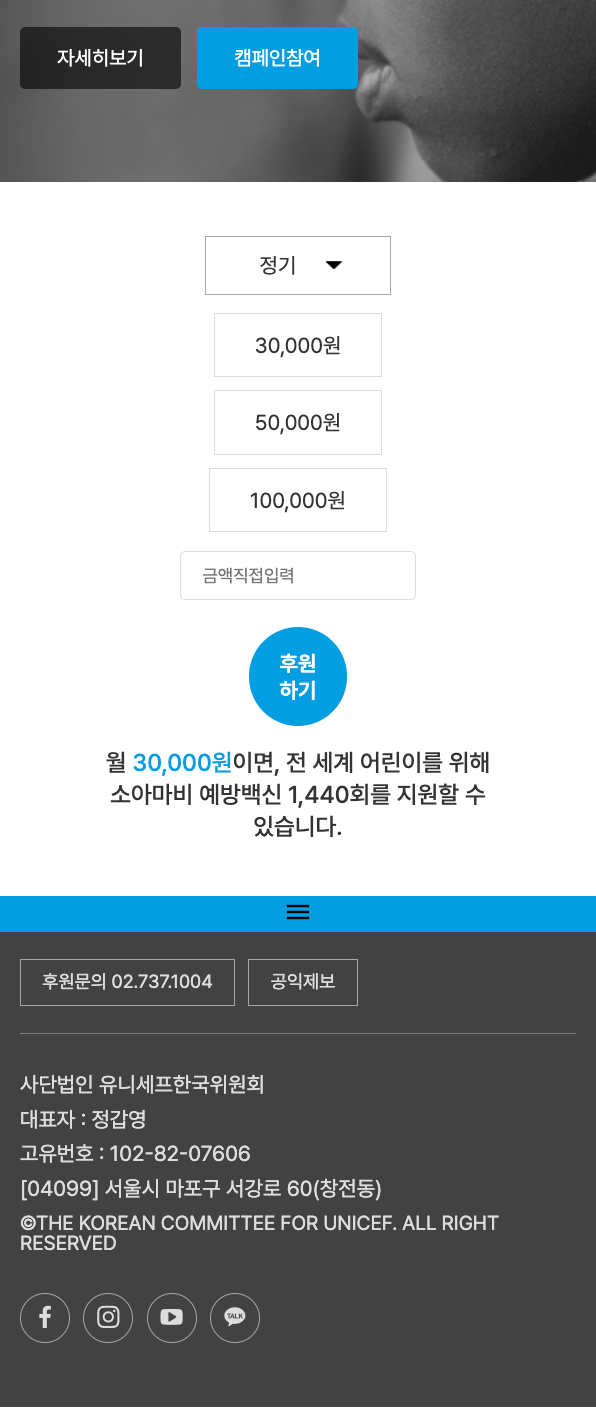 자세히보기
캠페인참여
정기
30,000원
50,000원
100,000원
금액직접입력
후원
하기
월 30,000원이면, 전 세계 어린이를 위해
소아마비 예방백신 1,440회를 지원할 수
있습니다.
후원문의 02.737.1004
공익제보
사단법인 유니세프한국위원회
대표자 : 정갑영
고유번호 : 102-82-07606
[04099] 서울시 마포구 서강로 60(창전동)
©THE KOREAN COMMITTEE FOR UNICEF. ALL RIGHT
RESERVED
TALK